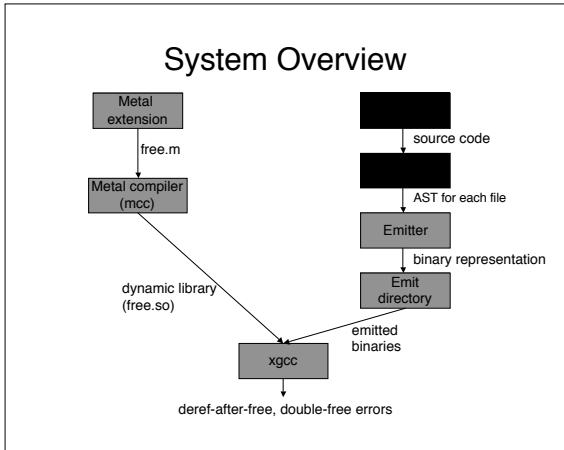 System Overview
Metal
extension
free.m
Metal compiler
(mcc)
dynamic library
(free.so)
source code
AST for each file
Emitter
binary representation
Emit
directory
emitted
binaries
xgcc
deref-after-free, double-free errors